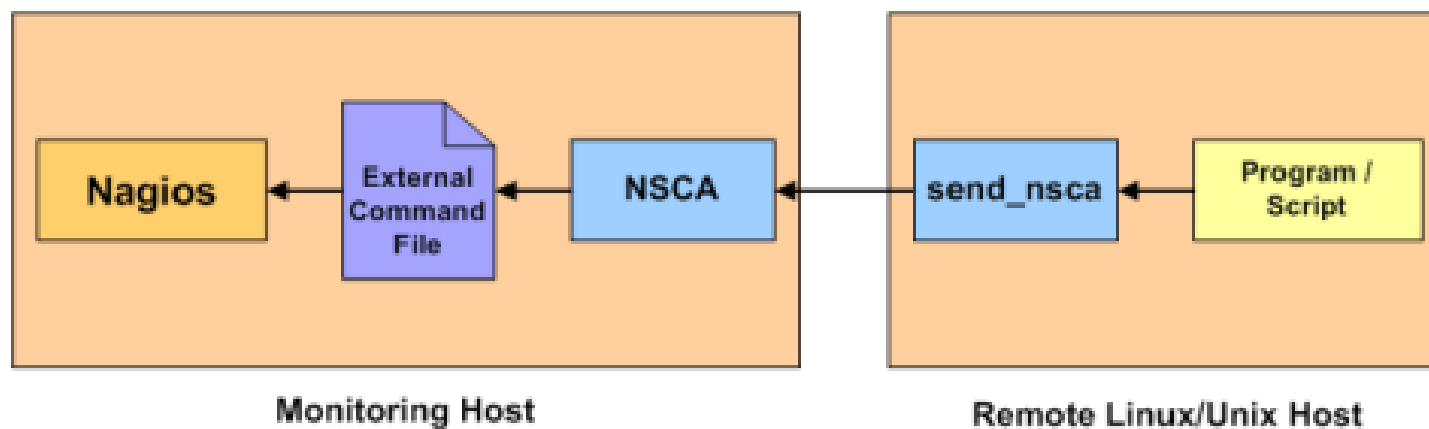 Nagios
External
Command
File
NSCA
send_nsca
Program /
Script
Monitoring Host
Remote Linux/Unix Host